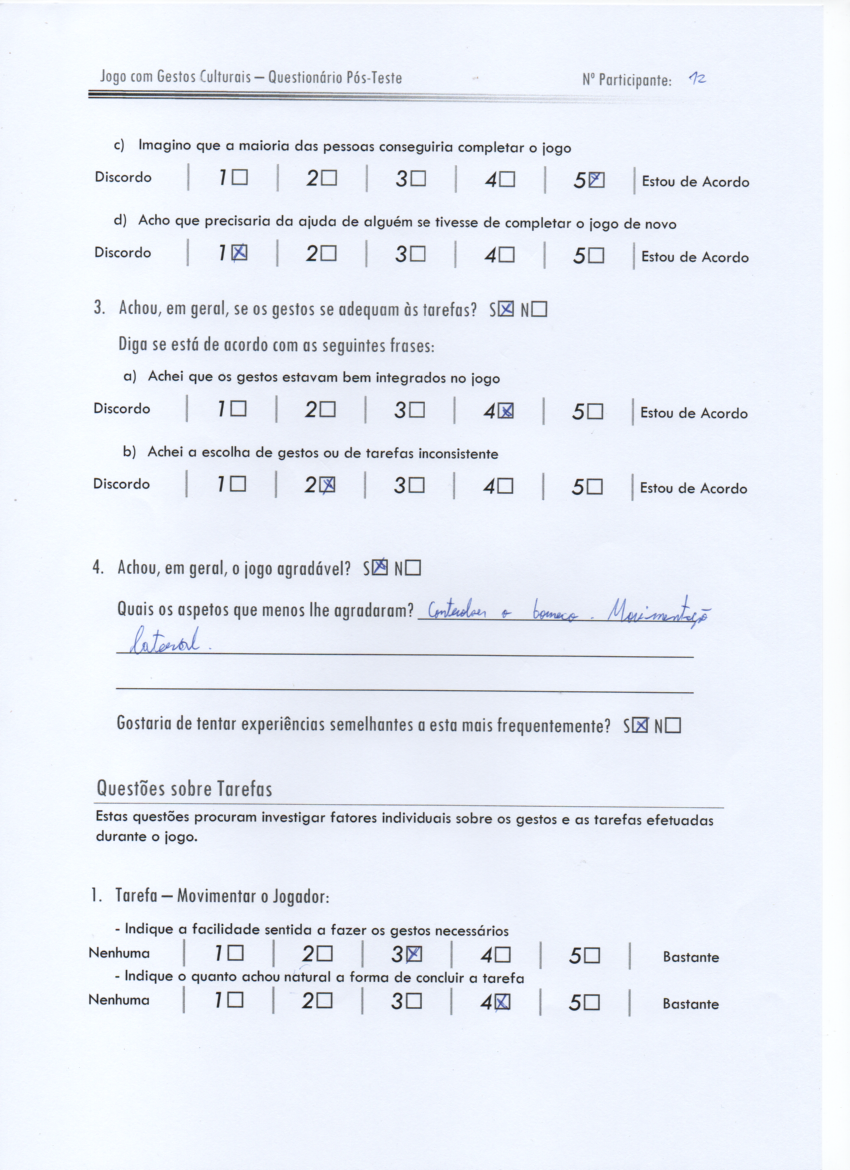 Jogo com Gestos Culturais – Questionário Pós-Teste Nº Participante: 12
c) Imagino que a maioria das pessoas conseguiria completar o jogo
Discordo | 1☐ | 2☐ | 3☐ | 4☐ | 5☒ | Estou de Acordo
d) Acho que precisaria da ajuda de alguém se tivesse de completar o jogo de novo
Discordo | 1☒ | 2☐ | 3☐ | 4☐ | 5☐ | Estou de Acordo
3. Achou, em geral, se os gestos se adequam às tarefas? S☒ N☐
Diga se está de acordo com as seguintes frases:
a) Achei que os gestos estavam bem integrados no jogo
Discordo | 1☐ | 2☐ | 3☐ | 4☒ | 5☐ | Estou de Acordo
b) Achei a escolha de gestos ou de tarefas inconsistente
Discordo | 1☐ | 2☒ | 3☐ | 4☐ | 5☐ | Estou de Acordo
4. Achou, em geral, o jogo agradável? S☒ N☐
Quais os aspetos que menos lhe agradaram? Controlar o boneco. Movimentação
lateral.
Gostaria de tentar experiências semelhantes a esta mais frequentemente? S☒ N☐
Questões sobre Tarefas
Estas questões procuram investigar fatores individuais sobre os gestos e as tarefas efetuadas
durante o jogo.
1. Tarefa – Movimentar o Jogador:
- Indique a facilidade sentida a fazer os gestos necessários
Nenhuma | 1☐ | 2☐ | 3☒ | 4☐ | 5☐ | Bastante
- Indique o quanto achou natural a forma de concluir a tarefa
Nenhuma | 1☐ | 2☐ | 3☐ | 4☒ | 5☐ | Bastante